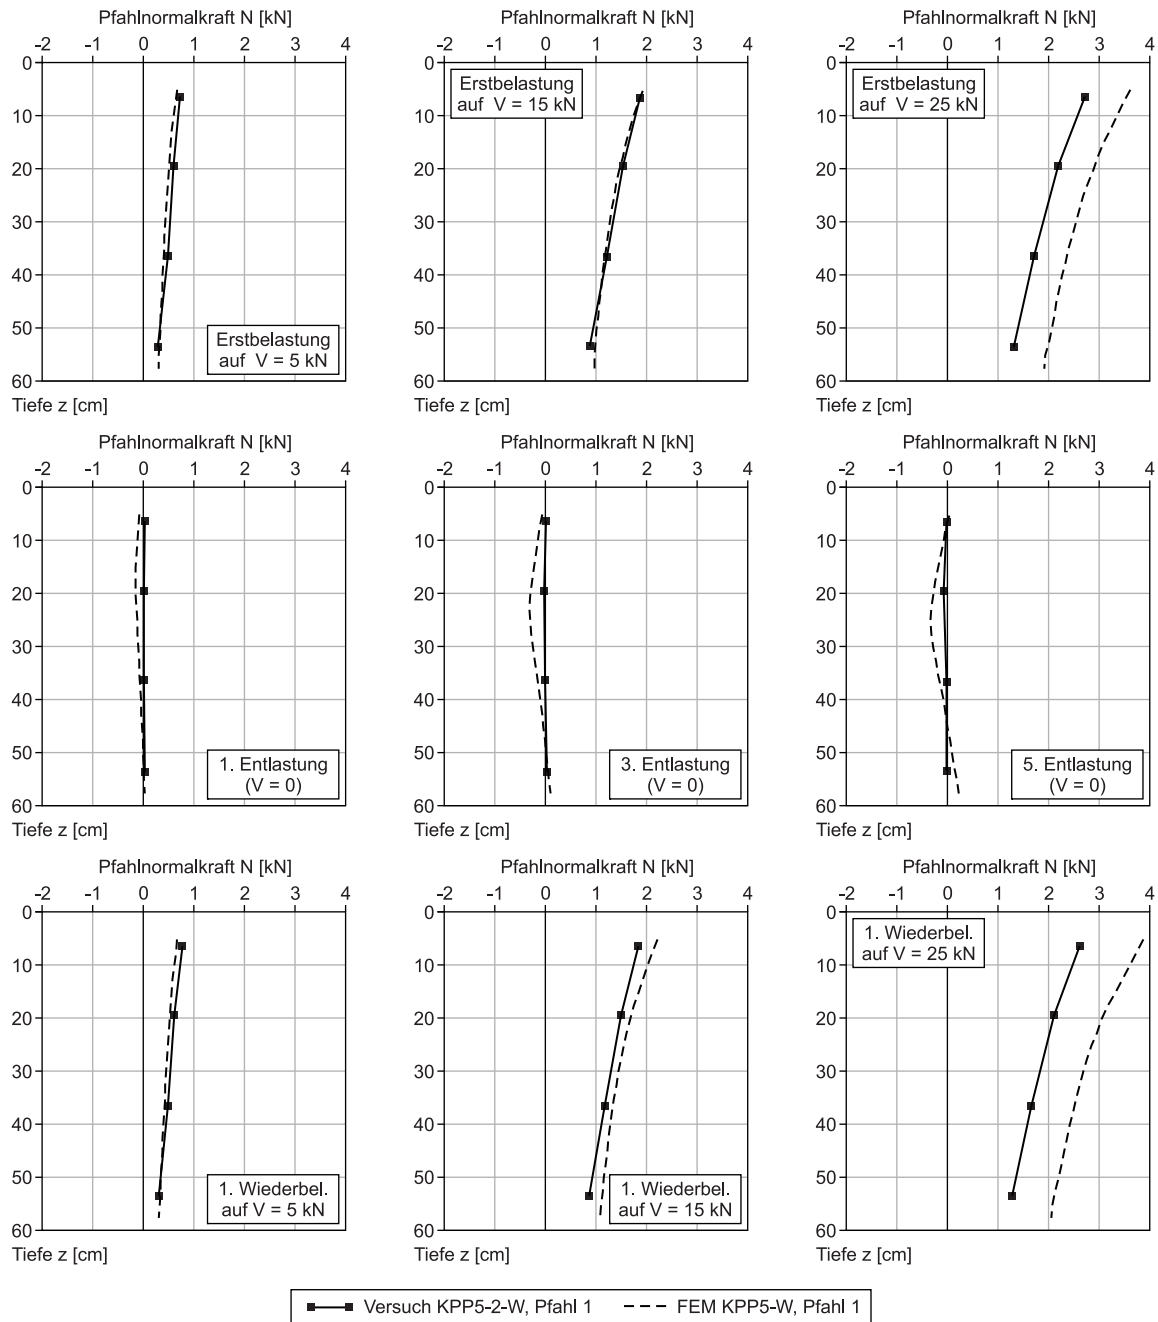 Pfahlnormalkraft N [kN]
-2 -1 0 1 2 3 4
0
10
20
30
40
50
60
Erstbelastung
auf V = 5 kN
Tiefe z [cm]
Pfahlnormalkraft N [kN]
-2 -1 0 1 2 3 4
0
10
20
30
40
50
60
Erstbelastung
auf V = 15 kN
Tiefe z [cm]
Pfahlnormalkraft N [kN]
-2 -1 0 1 2 3 4
0
10
20
30
40
50
60
Erstbelastung
auf V = 25 kN
Tiefe z [cm]
Pfahlnormalkraft N [kN]
-2 -1 0 1 2 3 4
0
10
20
30
40
50
60
1. Entlastung
(V = 0)
Tiefe z [cm]
Pfahlnormalkraft N [kN]
-2 -1 0 1 2 3 4
0
10
20
30
40
50
60
3. Entlastung
(V = 0)
Tiefe z [cm]
Pfahlnormalkraft N [kN]
-2 -1 0 1 2 3 4
0
10
20
30
40
50
60
5. Entlastung
(V = 0)
Tiefe z [cm]
Pfahlnormalkraft N [kN]
-2 -1 0 1 2 3 4
0
10
20
30
40
50
60
1. Wiederbel.
auf V = 5 kN
Tiefe z [cm]
Pfahlnormalkraft N [kN]
-2 -1 0 1 2 3 4
0
10
20
30
40
50
60
1. Wiederbel.
auf V = 15 kN
Tiefe z [cm]
Pfahlnormalkraft N [kN]
-2 -1 0 1 2 3 4
0
10
20
30
40
50
60
1. Wiederbel.
auf V = 25 kN
Tiefe z [cm]
Versuch KPP5-2-W, Pfahl 1
FEM KPP5-W, Pfahl 1